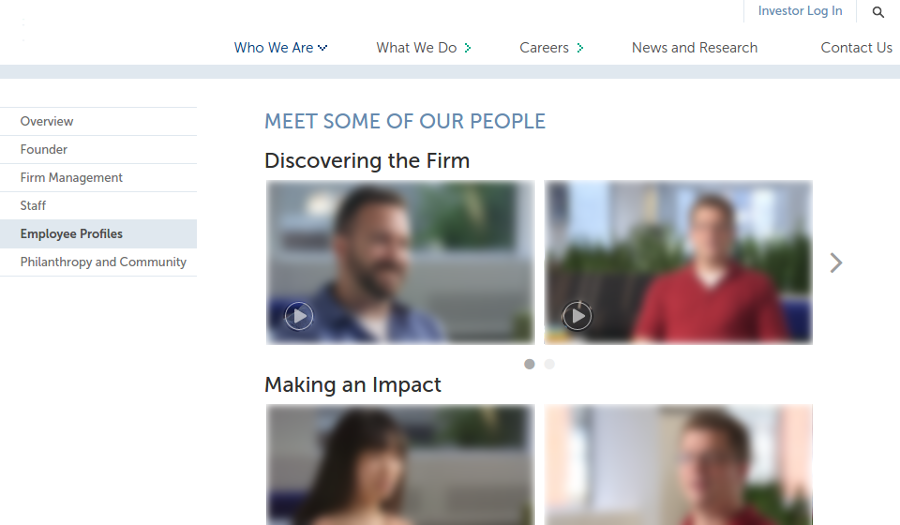 Investor Log In
Who We Are
What We Do
Careers
News and Research
Contact Us
Overview
Founder
Firm Management
Staff
Employee Profiles
Philanthropy and Community
MEET SOME OF OUR PEOPLE
Discovering the Firm
Making an Impact